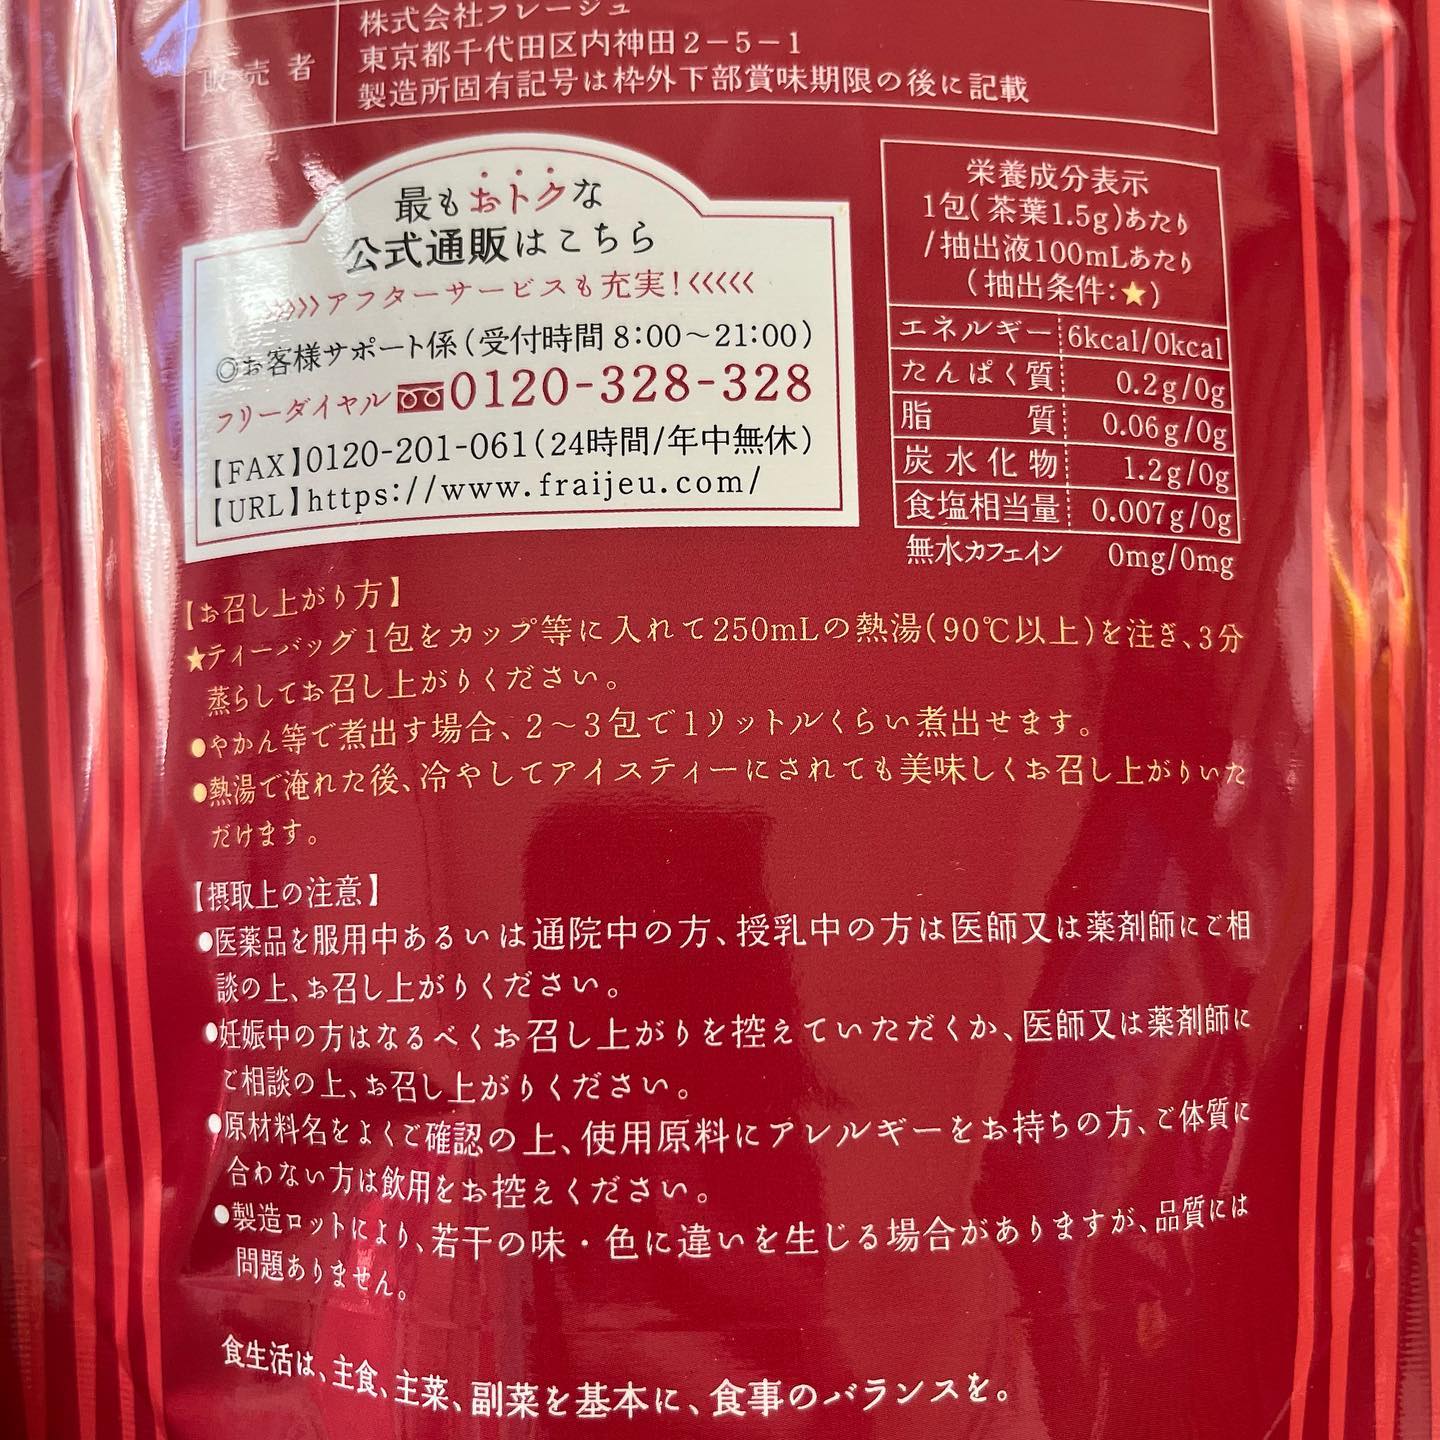 株式会社フレージュ
販売者
東京都千代田区内神田2－5－1
製造所固有記号は枠外下部賞味期限の後に記載
最もおトクな
公式通販はこちら
》》》アフターサービスも充実!《《《
◎お客様サポート係(受付時間 8:00〜21:00)
フリーダイヤル 0120-328-328
【FAX】0120-201-061(24時間/年中無休)
【URL】https://www.fraijeu.com/
栄養成分表示
1包(茶葉1.5g)あたり
/抽出液100mLあたり
(抽出条件:★)
エネルギー 6kcal/0kcal
たんぱく質 0.2g/0g
脂質 0.06g/0g
炭水化物 1.2g/0g
食塩相当量 0.007g/0g
無水カフェイン 0mg/0mg
【お召し上がり方】
★ティーバッグ1包をカップ等に入れて250mLの熱湯(90℃以上)を注ぎ、3分
蒸らしてお召し上がりください。
●やかん等で煮出す場合、2〜3包で1リットルくらい煮出せます。
●熱湯で淹れた後、冷やしてアイスティーにされても美味しくお召し上がりいた
だけます。
【摂取上の注意】
●医薬品を服用中あるいは通院中の方、授乳中の方は医師又は薬剤師にご相
談の上、お召し上がりください。
●妊娠中の方はなるべくお召し上がりを控えていただくか、医師又は薬剤師に
ご相談の上、お召し上がりください。
●原材料名をよくご確認の上、使用原料にアレルギーをお持ちの方、ご体質に
合わない方は飲用をお控えください。
●製造ロットにより、若干の味・色に違いを生じる場合がありますが、品質には
問題ありません。
食生活は、主食、主菜、副菜を基本に、食事のバランスを。